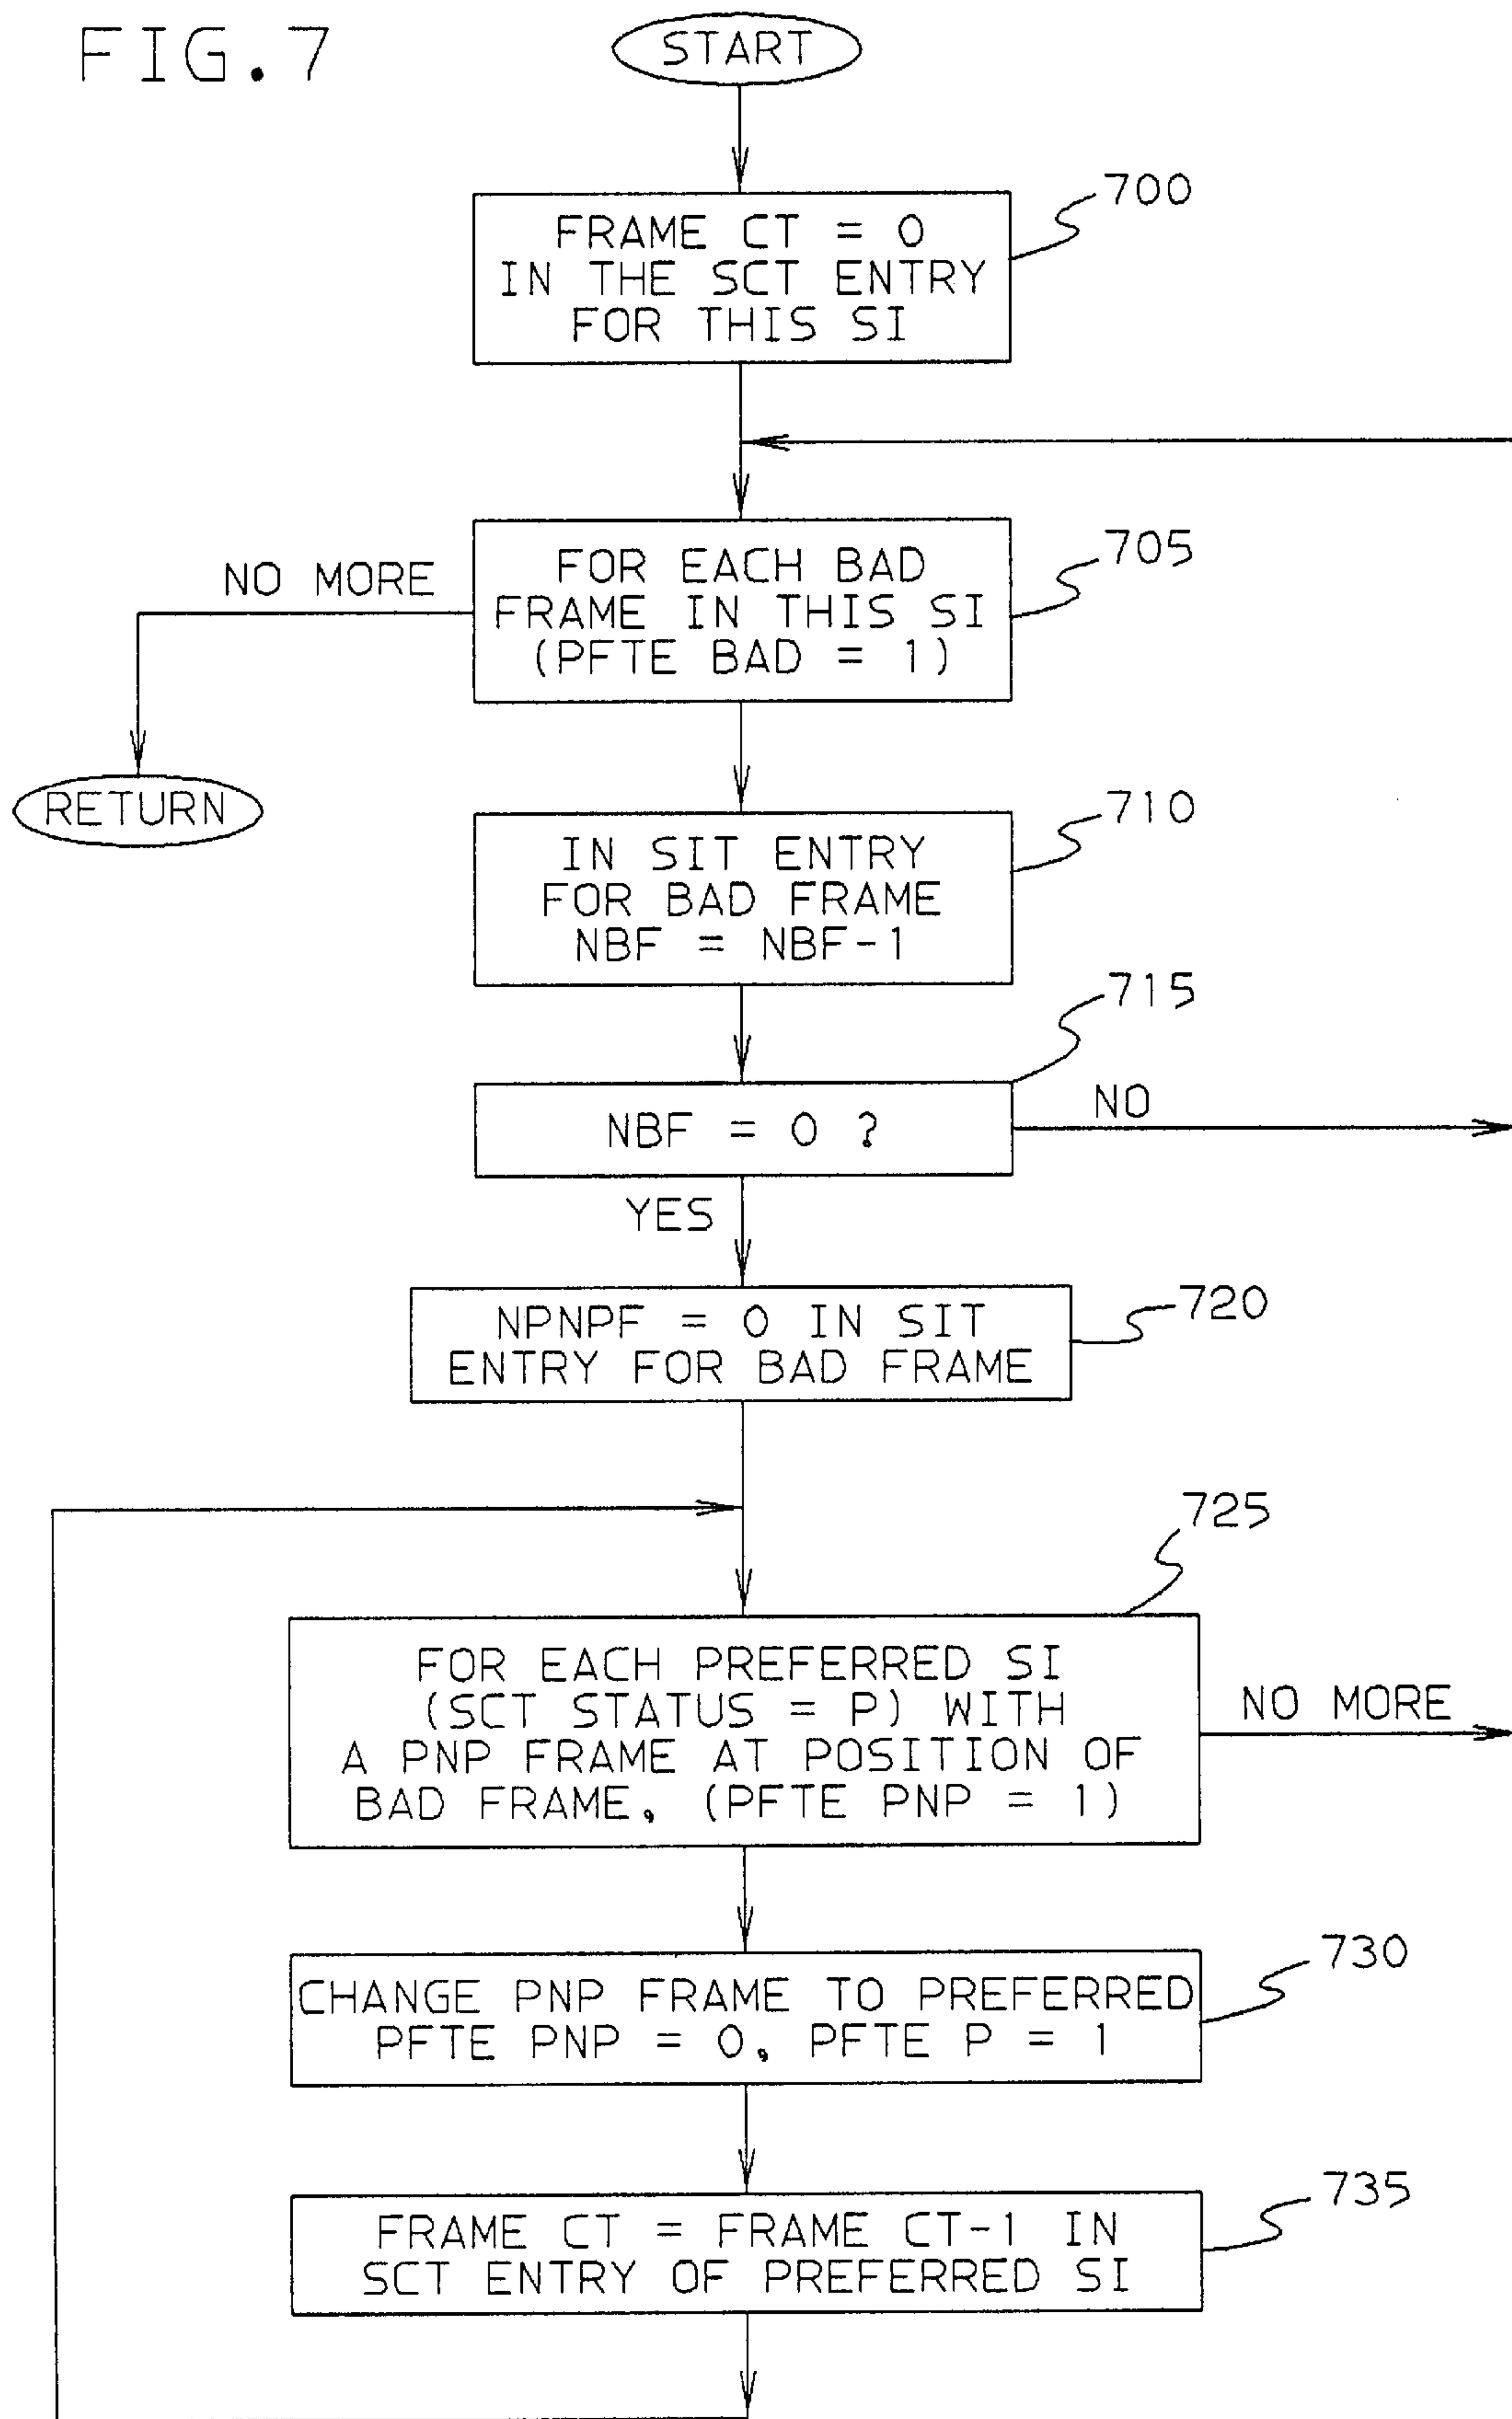 FIG.7
START
700
FRAME CT = 0
IN THE SCT ENTRY
FOR THIS SI
705
NO MORE
FOR EACH BAD
FRAME IN THIS SI
(PFTE BAD = 1)
RETURN
710
IN SIT ENTRY
FOR BAD FRAME
NBF = NBF-1
715
NBF = 0 ?
NO
YES
720
NPNPF = 0 IN SIT
ENTRY FOR BAD FRAME
725
FOR EACH PREFERRED SI
(SCT STATUS = P) WITH
A PNP FRAME AT POSITION OF
BAD FRAME, (PFTE PNP = 1)
NO MORE
730
CHANGE PNP FRAME TO PREFERRED
PFTE PNP = 0, PFTE P = 1
735
FRAME CT = FRAME CT-1 IN
SCT ENTRY OF PREFERRED SI